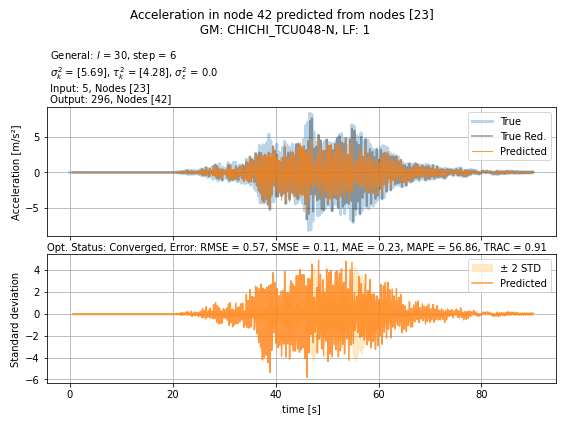 Acceleration in node 42 predicted from nodes [23]
GM: CHICHI_TCU048-N, LF: 1
General: l = 30, step = 6
σ²ₖ = [5.69], τ²ₖ = [4.28], σ²ε = 0.0
Input: 5, Nodes [23]
Output: 296, Nodes [42]
Acceleration [m/s²]
5
0
−5
True
True Red.
Predicted
Opt. Status: Converged, Error: RMSE = 0.57, SMSE = 0.11, MAE = 0.23, MAPE = 56.86, TRAC = 0.91
Standard deviation
4
2
0
−2
−4
−6
± 2 STD
Predicted
0 20 40 60 80
time [s]